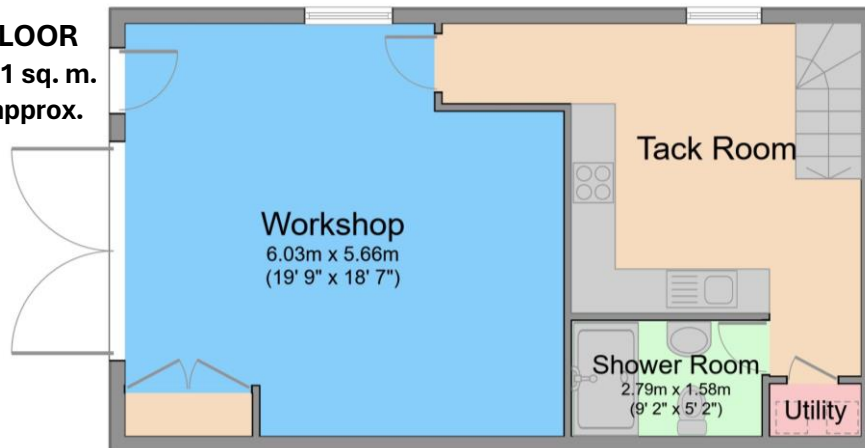 LOOR
1 sq. m.
pprox.
Workshop
6.03m x 5.66m
(19' 9" x 18' 7")
Tack Room
Shower Room
2.79m x 1.58m
(9' 2" x 5' 2")
Utility